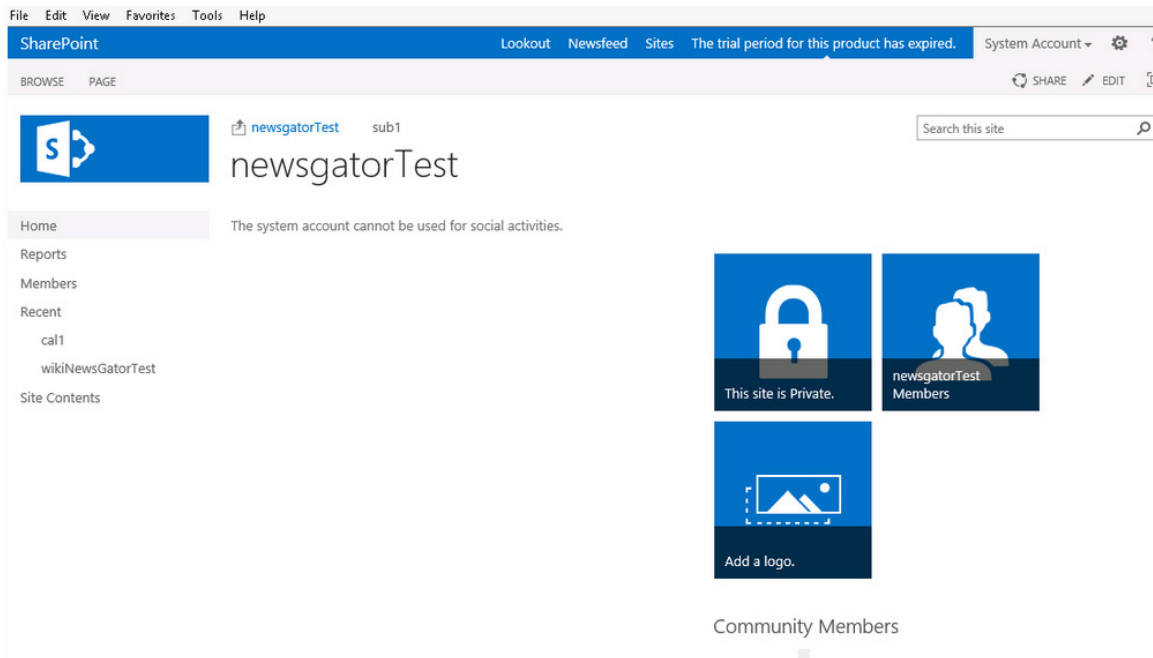 File Edit View Favorites Tools Help
SharePoint Lookout Newsfeed Sites The trial period for this product has expired. System Account
BROWSE PAGE SHARE EDIT
S
newsgatorTest sub1
Search this site
newsgatorTest
Home
The system account cannot be used for social activities.
Reports
Members
Recent
cal1
wikiNewsGatorTest
Site Contents
This site is Private.
newsgatorTest
Members
Add a logo.
Community Members